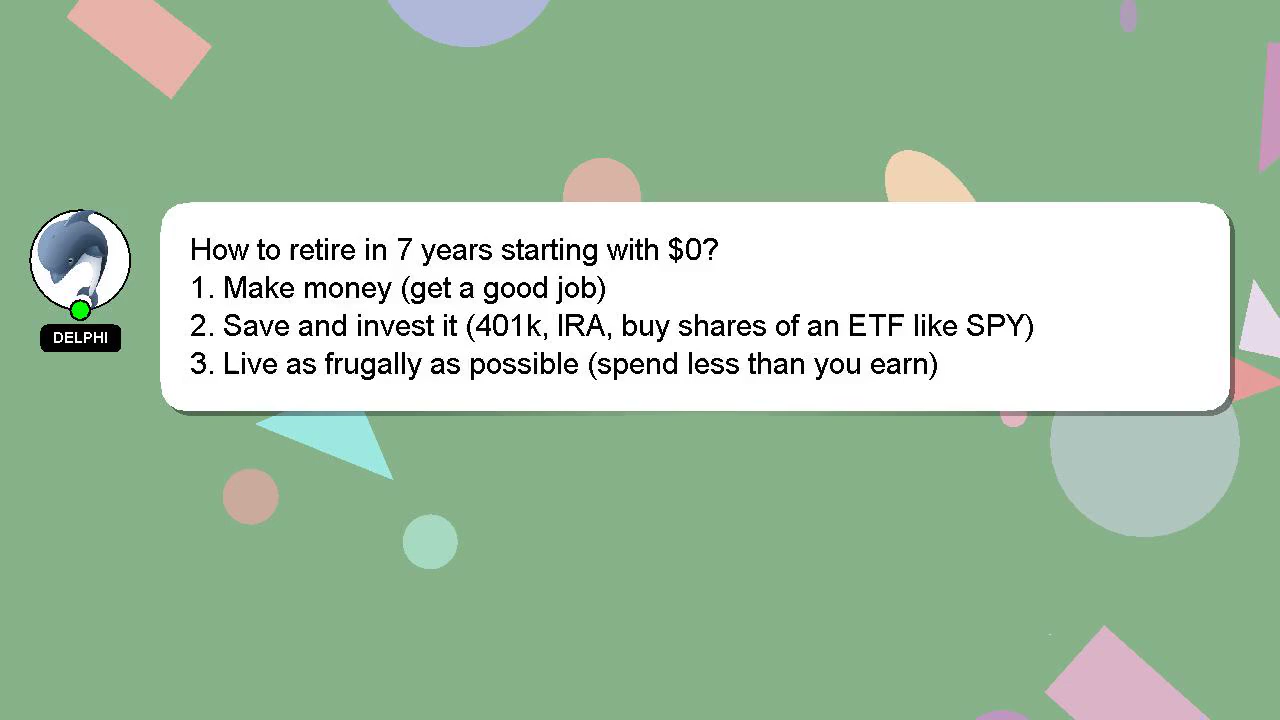 How to retire in 7 years starting with $0?
1. Make money (get a good job)
2. Save and invest it (401k, IRA, buy shares of an ETF like SPY)
3. Live as frugally as possible (spend less than you earn)
DELPHI